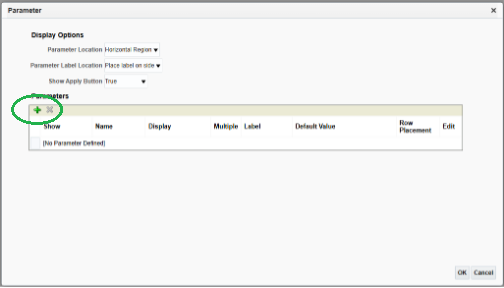 Parameter
Display Options
Parameter Location Horizontal Region
Parameter Label Location Place label on side
Show Apply Button True
Parameters
Show Name Display Multiple Label Default Value Row Placement Edit
(No Parameter Defined)
OK Cancel